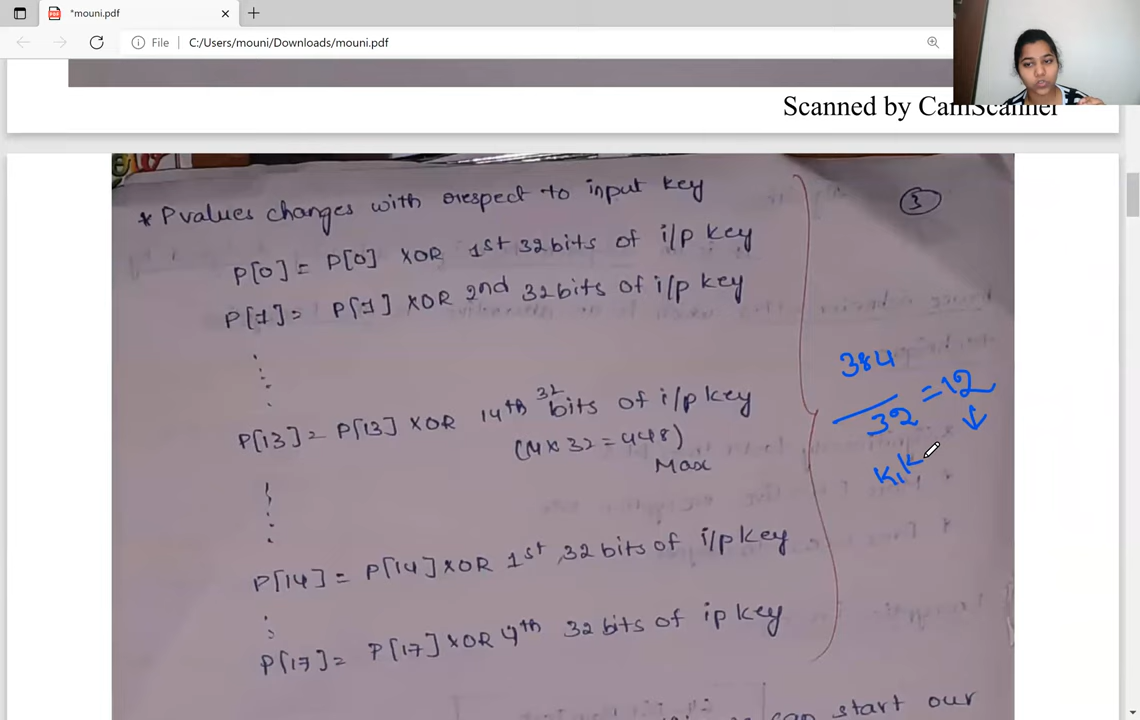 *mouni.pdf
File C:/Users/mouni/Downloads/mouni.pdf
Scanned by CamScanner
3
* P values changes with respect to input key
P[0] = P[0] XOR 1st 32 bits of i/p key
P[1] = P[1] XOR 2nd 32 bits of i/p key
P[13] = P[13] XOR 14th 32 bits of i/p key
(14 x 32 = 448)
Max
384
32
= 12
K1 K
P[14] = P[14] XOR 1st 32 bits of i/p key
P[17] = P[17] XOR 4th 32 bits of ip key
can start our